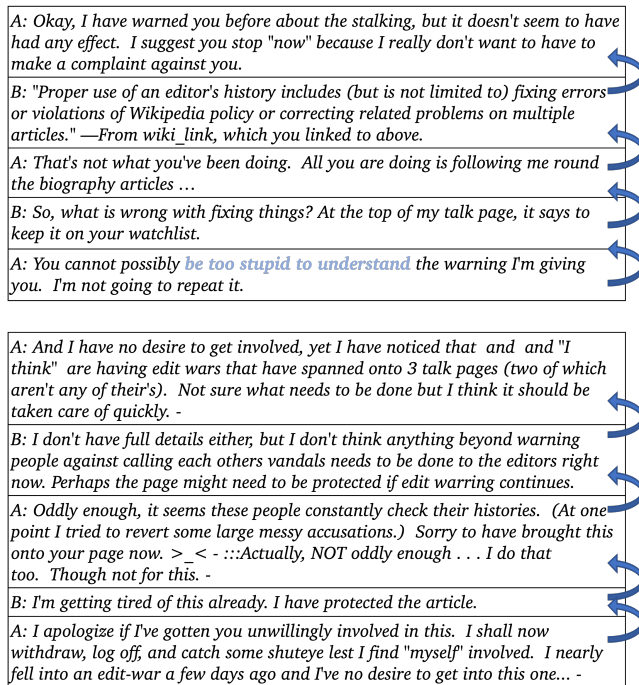 A: Okay, I have warned you before about the stalking, but it doesn't seem to have
had any effect.  I suggest you stop "now" because I really don't want to have to
make a complaint against you.
B: "Proper use of an editor's history includes (but is not limited to) fixing errors
or violations of Wikipedia policy or correcting related problems on multiple
articles." —From wiki_link, which you linked to above.
A: That's not what you've been doing.  All you are doing is following me round
the biography articles …
B: So, what is wrong with fixing things? At the top of my talk page, it says to
keep it on your watchlist.
A: You cannot possibly be too stupid to understand the warning I'm giving
you.  I'm not going to repeat it.
A: And I have no desire to get involved, yet I have noticed that  and  and "I
think"  are having edit wars that have spanned onto 3 talk pages (two of which
aren't any of their's).  Not sure what needs to be done but I think it should be
taken care of quickly. -
B: I don't have full details either, but I don't think anything beyond warning
people against calling each others vandals needs to be done to the editors right
now. Perhaps the page might need to be protected if edit warring continues.
A: Oddly enough, it seems these people constantly check their histories.  (At one
point I tried to revert some large messy accusations.)  Sorry to have brought this
onto your page now. >_< - :::Actually, NOT oddly enough . . . I do that
too.  Though not for this. -
B: I'm getting tired of this already. I have protected the article.
A: I apologize if I've gotten you unwillingly involved in this.  I shall now
withdraw, log off, and catch some shuteye lest I find "myself" involved.  I nearly
fell into an edit-war a few days ago and I've no desire to get into this one... -